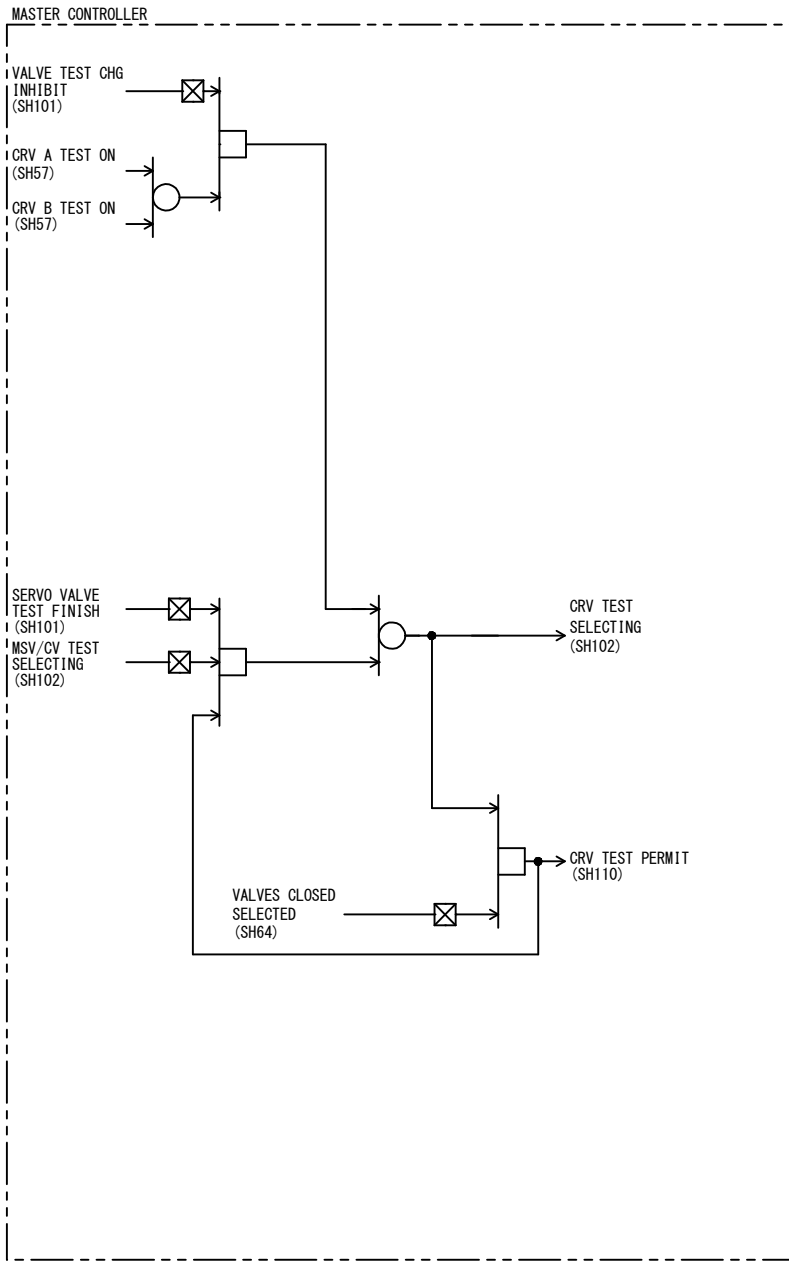 MASTER CONTROLLER
VALVE TEST CHG
INHIBIT
(SH101)
CRV A TEST ON
(SH57)
CRV B TEST ON
(SH57)
SERVO VALVE
TEST FINISH
(SH101)
MSV/CV TEST
SELECTING
(SH102)
CRV TEST
SELECTING
(SH102)
CRV TEST PERMIT
(SH110)
VALVES CLOSED
SELECTED
(SH64)